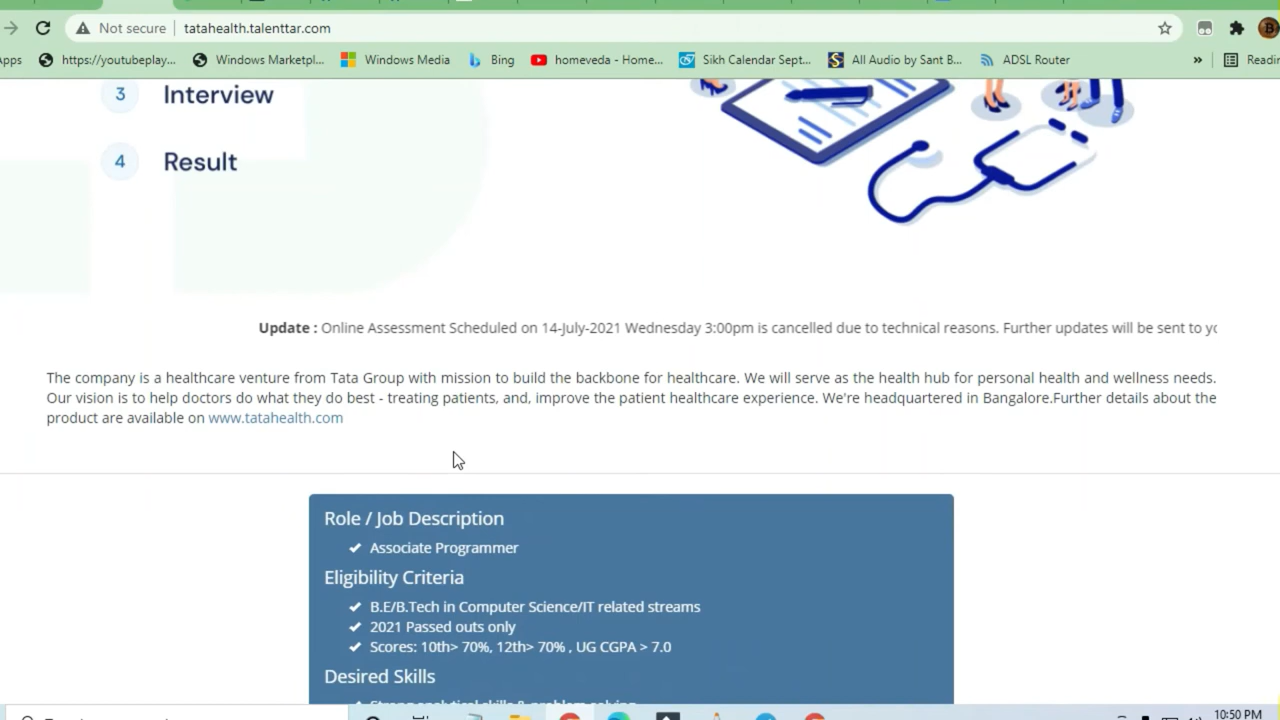 Not secure
tatahealth.talenttar.com
pps
https://youtubeplay...
Windows Marketpl...
Windows Media
Bing
homeveda - Home...
Sikh Calendar Sept...
All Audio by Sant B...
ADSL Router
»
3 Interview
4 Result
Update : Online Assessment Scheduled on 14-July-2021 Wednesday 3:00pm is cancelled due to technical reasons. Further updates will be sent to
The company is a healthcare venture from Tata Group with mission to build the backbone for healthcare. We will serve as the health hub for personal health and wellness needs.
Our vision is to help doctors do what they do best - treating patients, and, improve the patient healthcare experience. We're headquartered in Bangalore.Further details about the
product are available on www.tatahealth.com
Role / Job Description
Associate Programmer
Eligibility Criteria
B.E/B.Tech in Computer Science/IT related streams
2021 Passed outs only
Scores: 10th> 70%, 12th> 70% , UG CGPA > 7.0
Desired Skills
Strong analytical skills & problem solving
10:50 PM